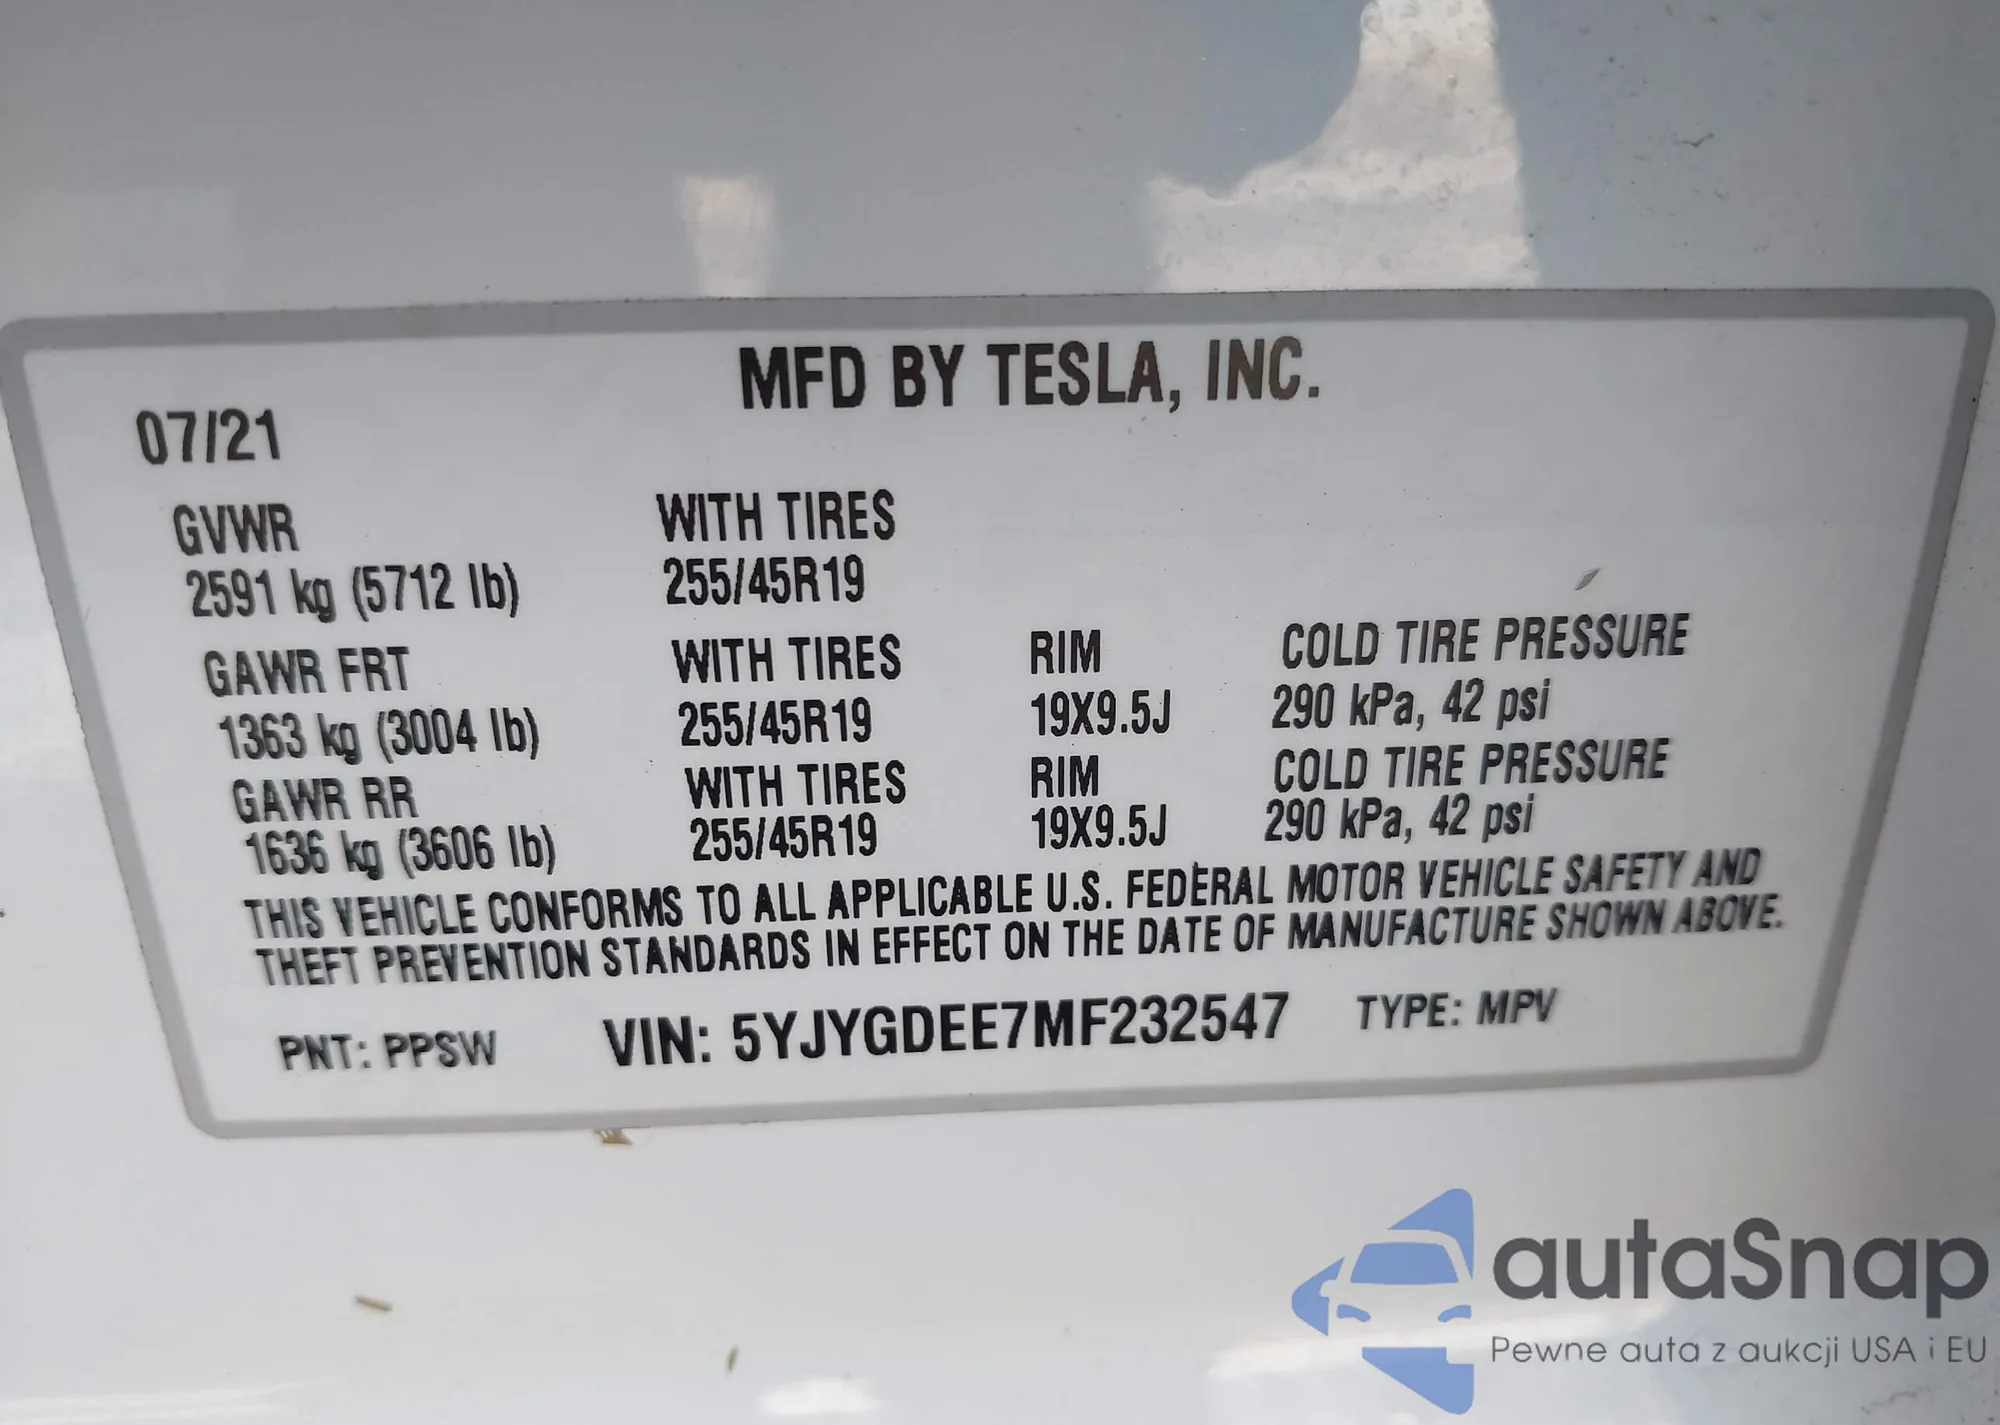 MFD BY TESLA, INC.
07/21
GVWR WITH TIRES
2591 kg (5712 lb) 255/45R19
GAWR FRT WITH TIRES RIM COLD TIRE PRESSURE
1363 kg (3004 lb) 255/45R19 19X9.5J 290 kPa, 42 psi
GAWR RR WITH TIRES RIM COLD TIRE PRESSURE
1636 kg (3606 lb) 255/45R19 19X9.5J 290 kPa, 42 psi
THIS VEHICLE CONFORMS TO ALL APPLICABLE U.S. FEDERAL MOTOR VEHICLE SAFETY AND
THEFT PREVENTION STANDARDS IN EFFECT ON THE DATE OF MANUFACTURE SHOWN ABOVE.
PNT: PPSW VIN: 5YJYGDEE7MF232547 TYPE: MPV
autaSnap
Pewne auta z aukcji USA i EU